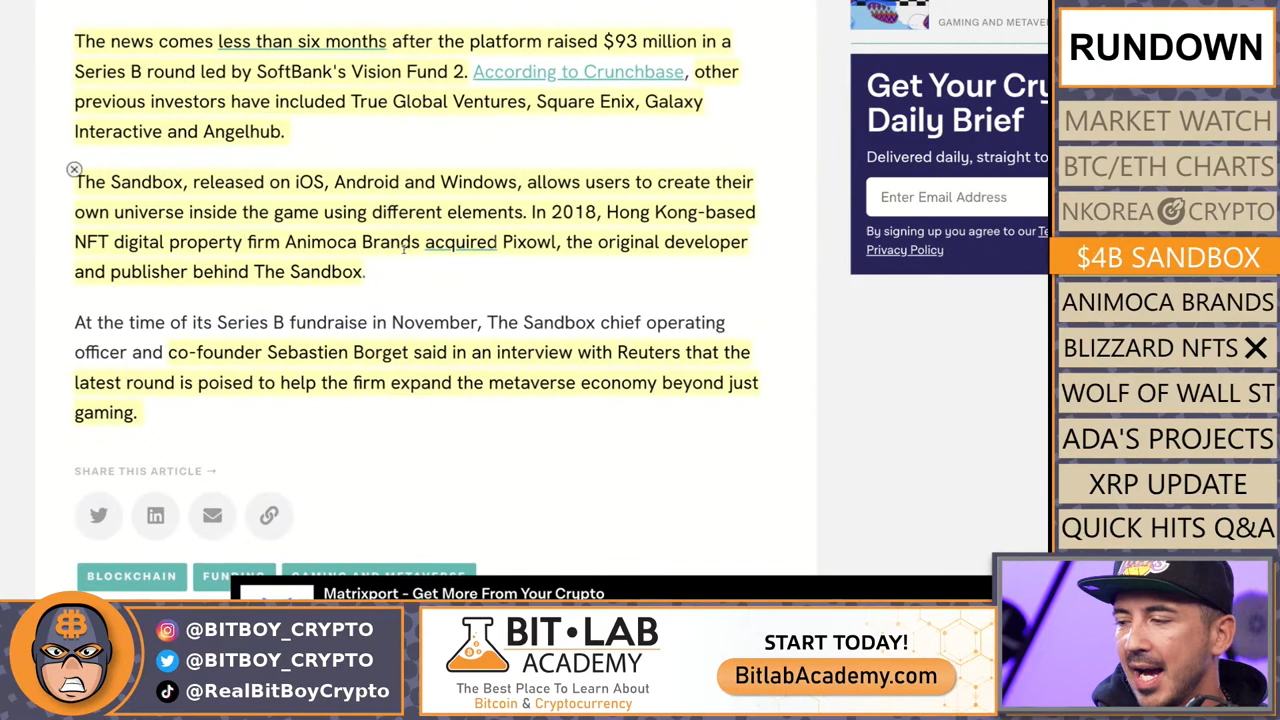 The news comes less than six months after the platform raised $93 million in a
Series B round led by SoftBank's Vision Fund 2. According to Crunchbase, other
previous investors have included True Global Ventures, Square Enix, Galaxy
Interactive and Angelhub.
The Sandbox, released on iOS, Android and Windows, allows users to create their
own universe inside the game using different elements. In 2018, Hong Kong-based
NFT digital property firm Animoca Brands acquired Pixowl, the original developer
and publisher behind The Sandbox.
At the time of its Series B fundraise in November, The Sandbox chief operating
officer and co-founder Sebastien Borget said in an interview with Reuters that the
latest round is poised to help the firm expand the metaverse economy beyond just
gaming.
SHARE THIS ARTICLE →
BLOCKCHAIN
FUNDING
GAMING AND METAVERSE
Matrixport - Get More From Your Crypto
GAMING AND METAVE
Get Your Cry
Daily Brief
Delivered daily, straight to
Enter Email Address
By signing up you agree to our Te
Privacy Policy
RUNDOWN
MARKET WATCH
BTC/ETH CHARTS
NKOREA CRYPTO
$4B SANDBOX
ANIMOCA BRANDS
BLIZZARD NFTS
WOLF OF WALL ST
ADA'S PROJECTS
XRP UPDATE
QUICK HITS Q&A
@BITBOY_CRYPTO
@BITBOY_CRYPTO
@RealBitBoyCrypto
BIT•LAB
ACADEMY
The Best Place To Learn About
Bitcoin & Cryptocurrency
START TODAY!
BitlabAcademy.com